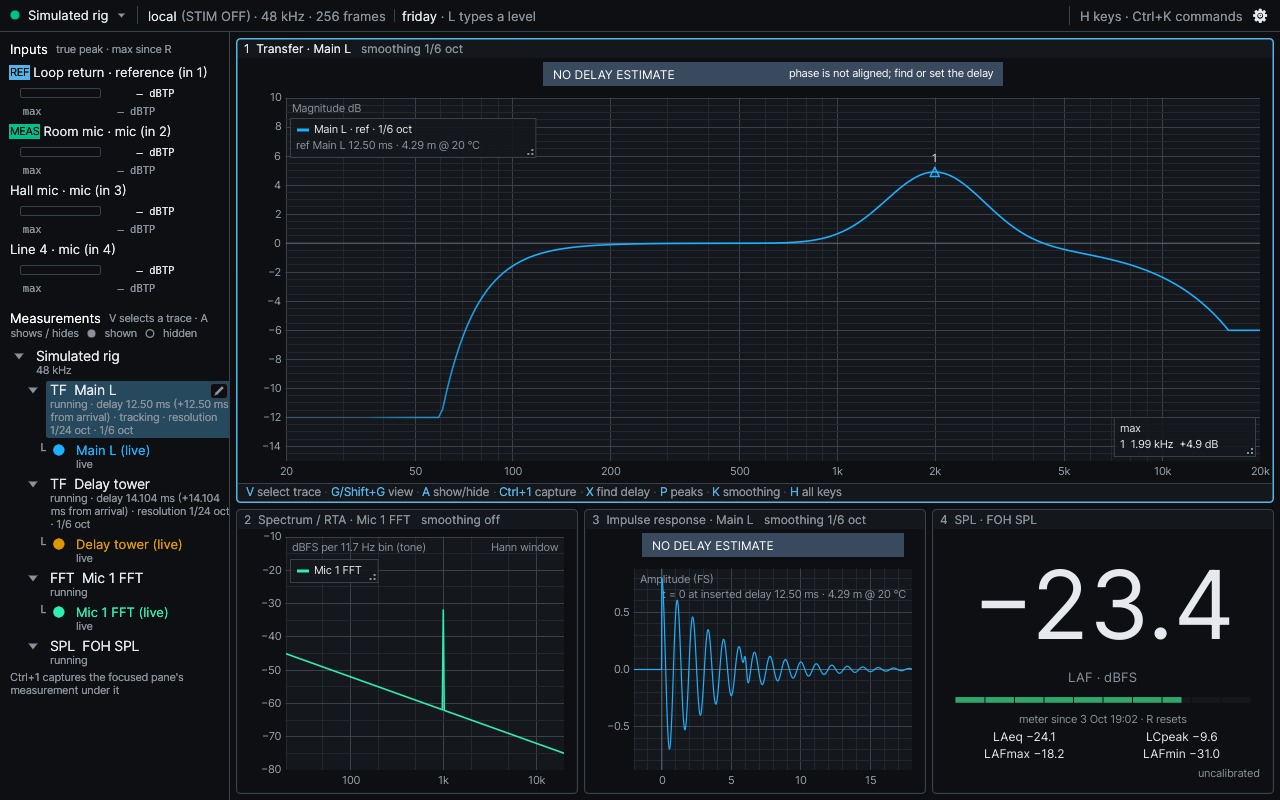 Simulated rig
local (STIM OFF) · 48 kHz · 256 frames
friday · L types a level
H keys · Ctrl+K commands
Inputs true peak · max since R
REF Loop return · reference (in 1)
– dBTP
max – dBTP
MEAS Room mic · mic (in 2)
– dBTP
max – dBTP
Hall mic · mic (in 3)
– dBTP
max – dBTP
Line 4 · mic (in 4)
– dBTP
max – dBTP
Measurements V selects a trace · A
shows / hides shown hidden
Simulated rig
48 kHz
TF Main L
running · delay 12.50 ms (+12.50 ms
from arrival) · tracking · resolution
1/24 oct · 1/6 oct
Main L (live)
live
TF Delay tower
running · delay 14.104 ms (+14.104
ms from arrival) · resolution 1/24 oct
· 1/6 oct
Delay tower (live)
live
FFT Mic 1 FFT
running
Mic 1 FFT (live)
live
SPL FOH SPL
running
Ctrl+1 captures the focused pane's
measurement under it
1 Transfer · Main L smoothing 1/6 oct
NO DELAY ESTIMATE phase is not aligned; find or set the delay
Magnitude dB
Main L · ref · 1/6 oct
ref Main L 12.50 ms · 4.29 m @ 20 °C
10
8
6
4
2
0
−2
−4
−6
−8
−10
−12
−14
1
max
1 1.99 kHz +4.9 dB
20 50 100 200 500 1k 2k 5k 10k 20k
V select trace · G/Shift+G view · A show/hide · Ctrl+1 capture · X find delay · P peaks · K smoothing · H all keys
2 Spectrum / RTA · Mic 1 FFT smoothing off
dBFS per 11.7 Hz bin (tone) Hann window
Mic 1 FFT
−10
−20
−30
−40
−50
−60
−70
−80
100 1k 10k
3 Impulse response · Main L smoothing 1/6 oct
NO DELAY ESTIMATE
Amplitude (FS)
t = 0 at inserted delay 12.50 ms · 4.29 m @ 20 °C
0.5
0.0
−0.5
0 5 10 15
4 SPL · FOH SPL
−23.4
LAF · dBFS
meter since 3 Oct 19:02 · R resets
LAeq −24.1 LCpeak −9.6
LAFmax −18.2 LAFmin −31.0
uncalibrated